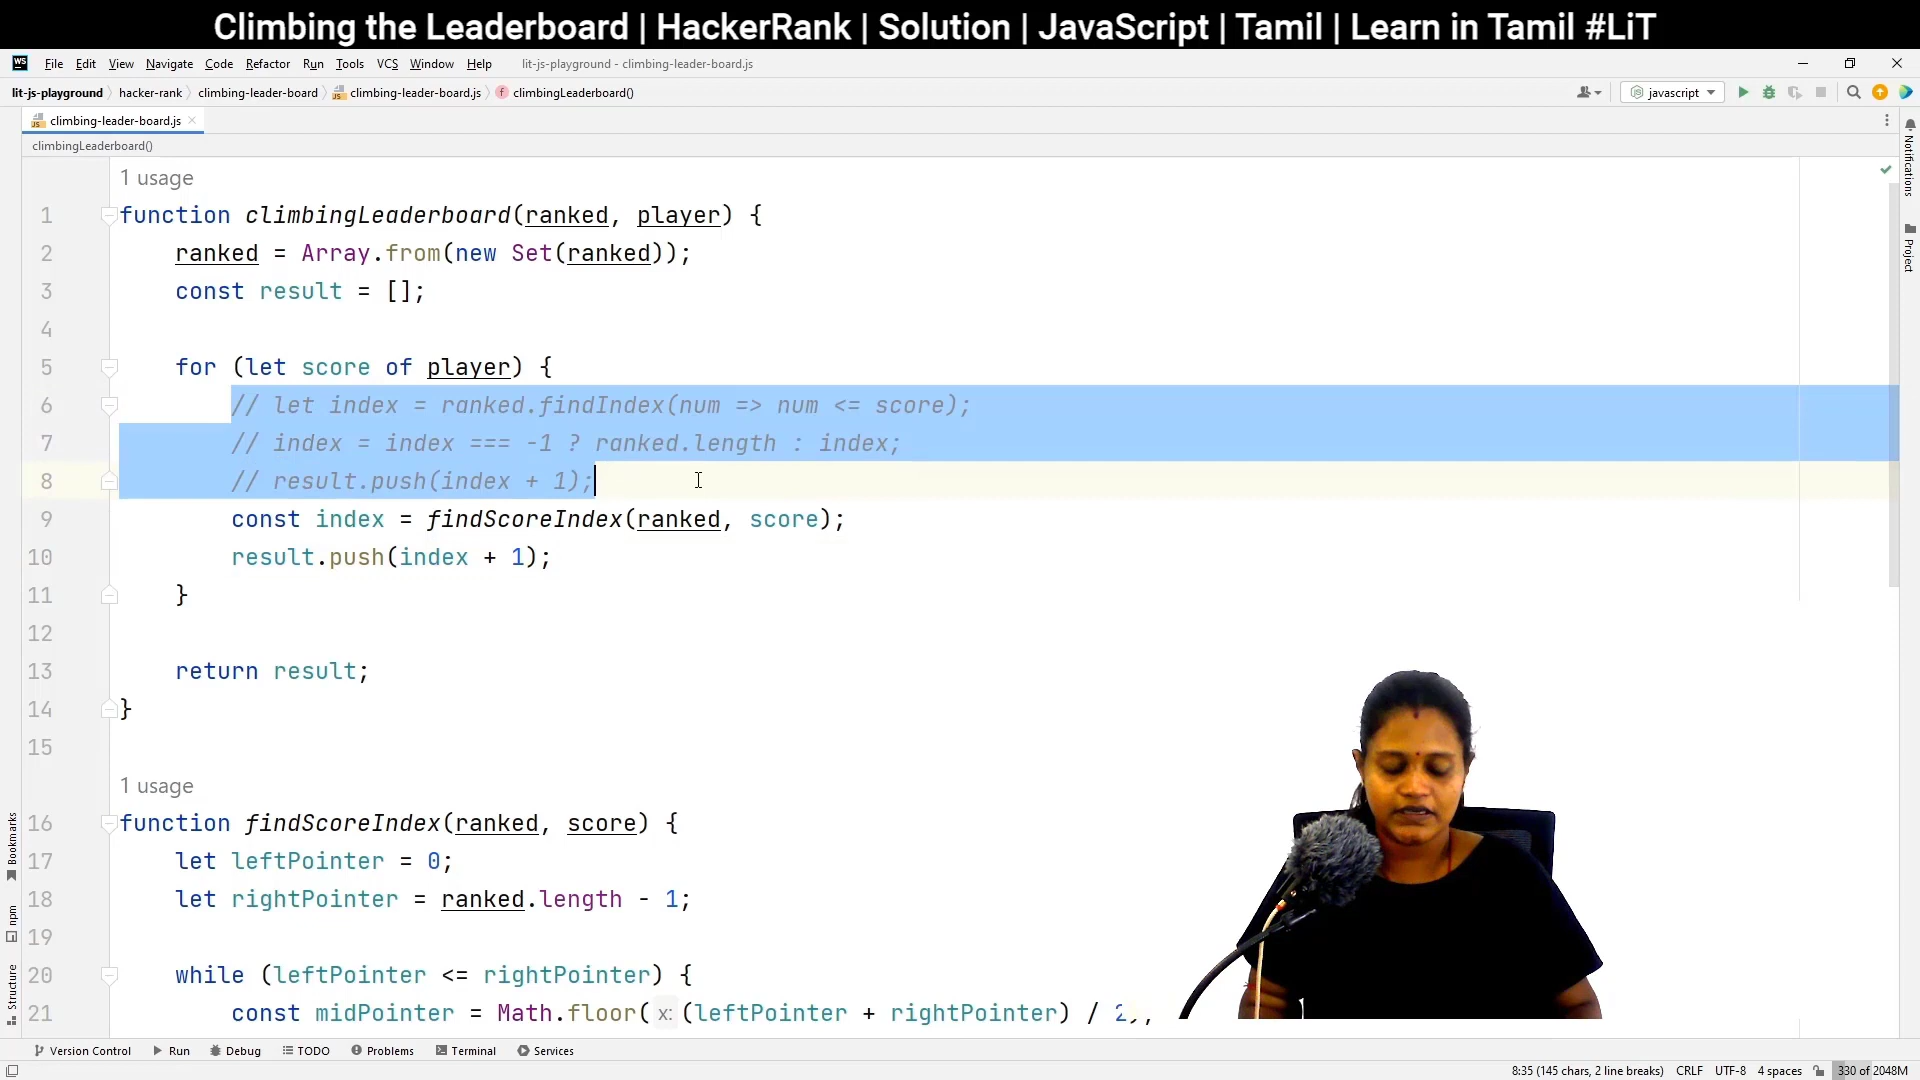 Climbing the Leaderboard | HackerRank | Solution | JavaScript | Tamil | Learn in Tamil #LiT
WS File Edit View Navigate Code Refactor Run Tools VCS Window Help lit-js-playground - climbing-leader-board.js
lit-js-playground hacker-rank climbing-leader-board climbing-leader-board.js f climbingLeaderboard() javascript
climbing-leader-board.js
climbingLeaderboard()
1 usage
1 function climbingLeaderboard(ranked, player) {
2 ranked = Array.from(new Set(ranked));
3 const result = [];
4
5 for (let score of player) {
6 // let index = ranked.findIndex(num => num <= score);
7 // index = index === -1 ? ranked.length : index;
8 // result.push(index + 1);
9 const index = findScoreIndex(ranked, score);
10 result.push(index + 1);
11 }
12
13 return result;
14 }
15
1 usage
16 function findScoreIndex(ranked, score) {
17 let leftPointer = 0;
18 let rightPointer = ranked.length - 1;
19
20 while (leftPointer <= rightPointer) {
21 const midPointer = Math.floor( x: (leftPointer + rightPointer) / 2);
Notifications
Project
Bookmarks
npm
Structure
Version Control Run Debug TODO Problems Terminal Services
8:35 (145 chars, 2 line breaks) CRLF UTF-8 4 spaces 330 of 2048M